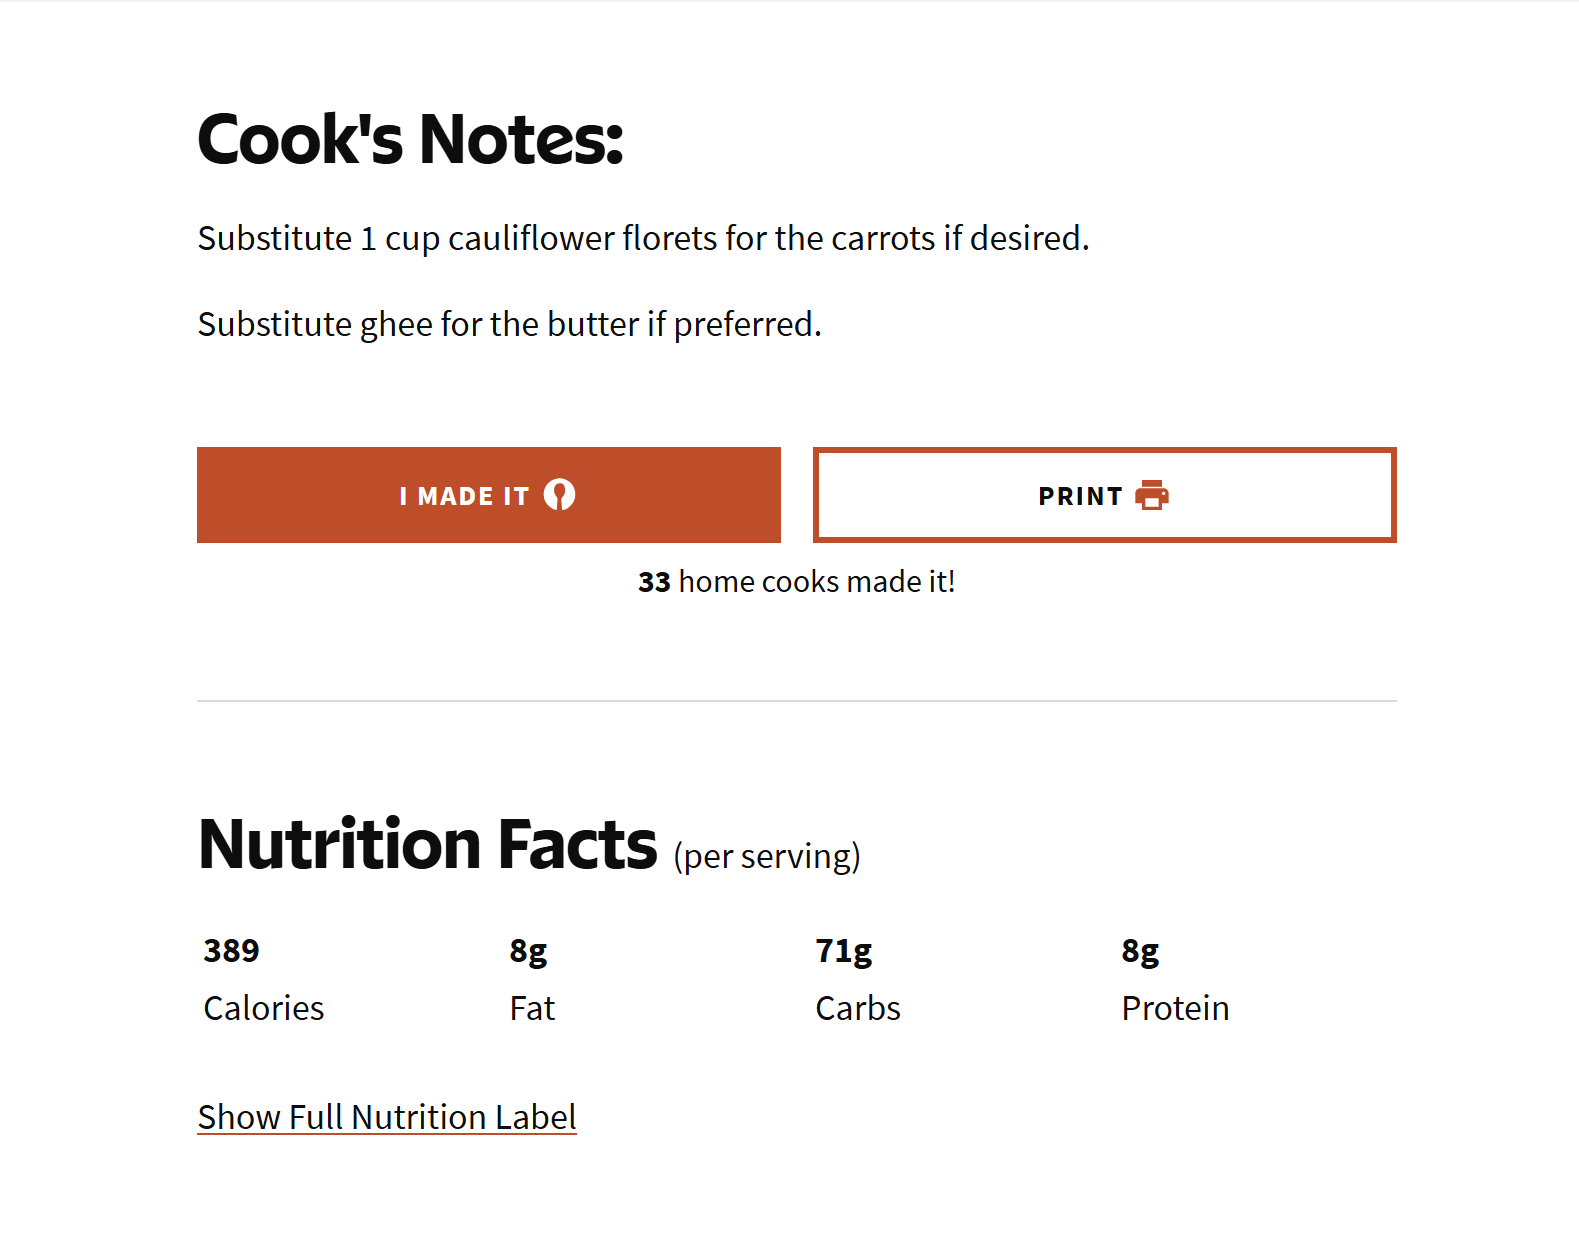 Cook's Notes:
Substitute 1 cup cauliflower florets for the carrots if desired.
Substitute ghee for the butter if preferred.
I MADE IT
PRINT
33 home cooks made it!
Nutrition Facts (per serving)
389 8g 71g 8g
Calories Fat Carbs Protein
Show Full Nutrition Label